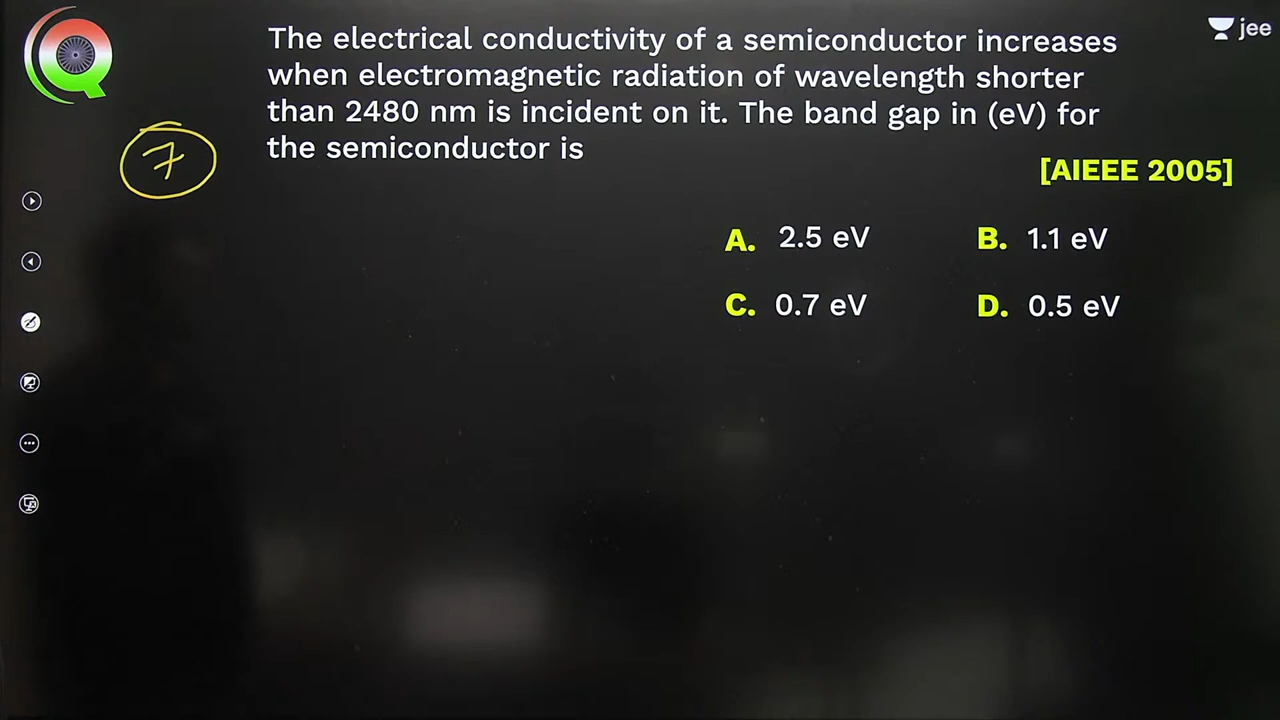 The electrical conductivity of a semiconductor increases
when electromagnetic radiation of wavelength shorter
than 2480 nm is incident on it. The band gap in (eV) for
the semiconductor is
[AIEEE 2005]
jee
7
A. 2.5 eV B. 1.1 eV
C. 0.7 eV D. 0.5 eV